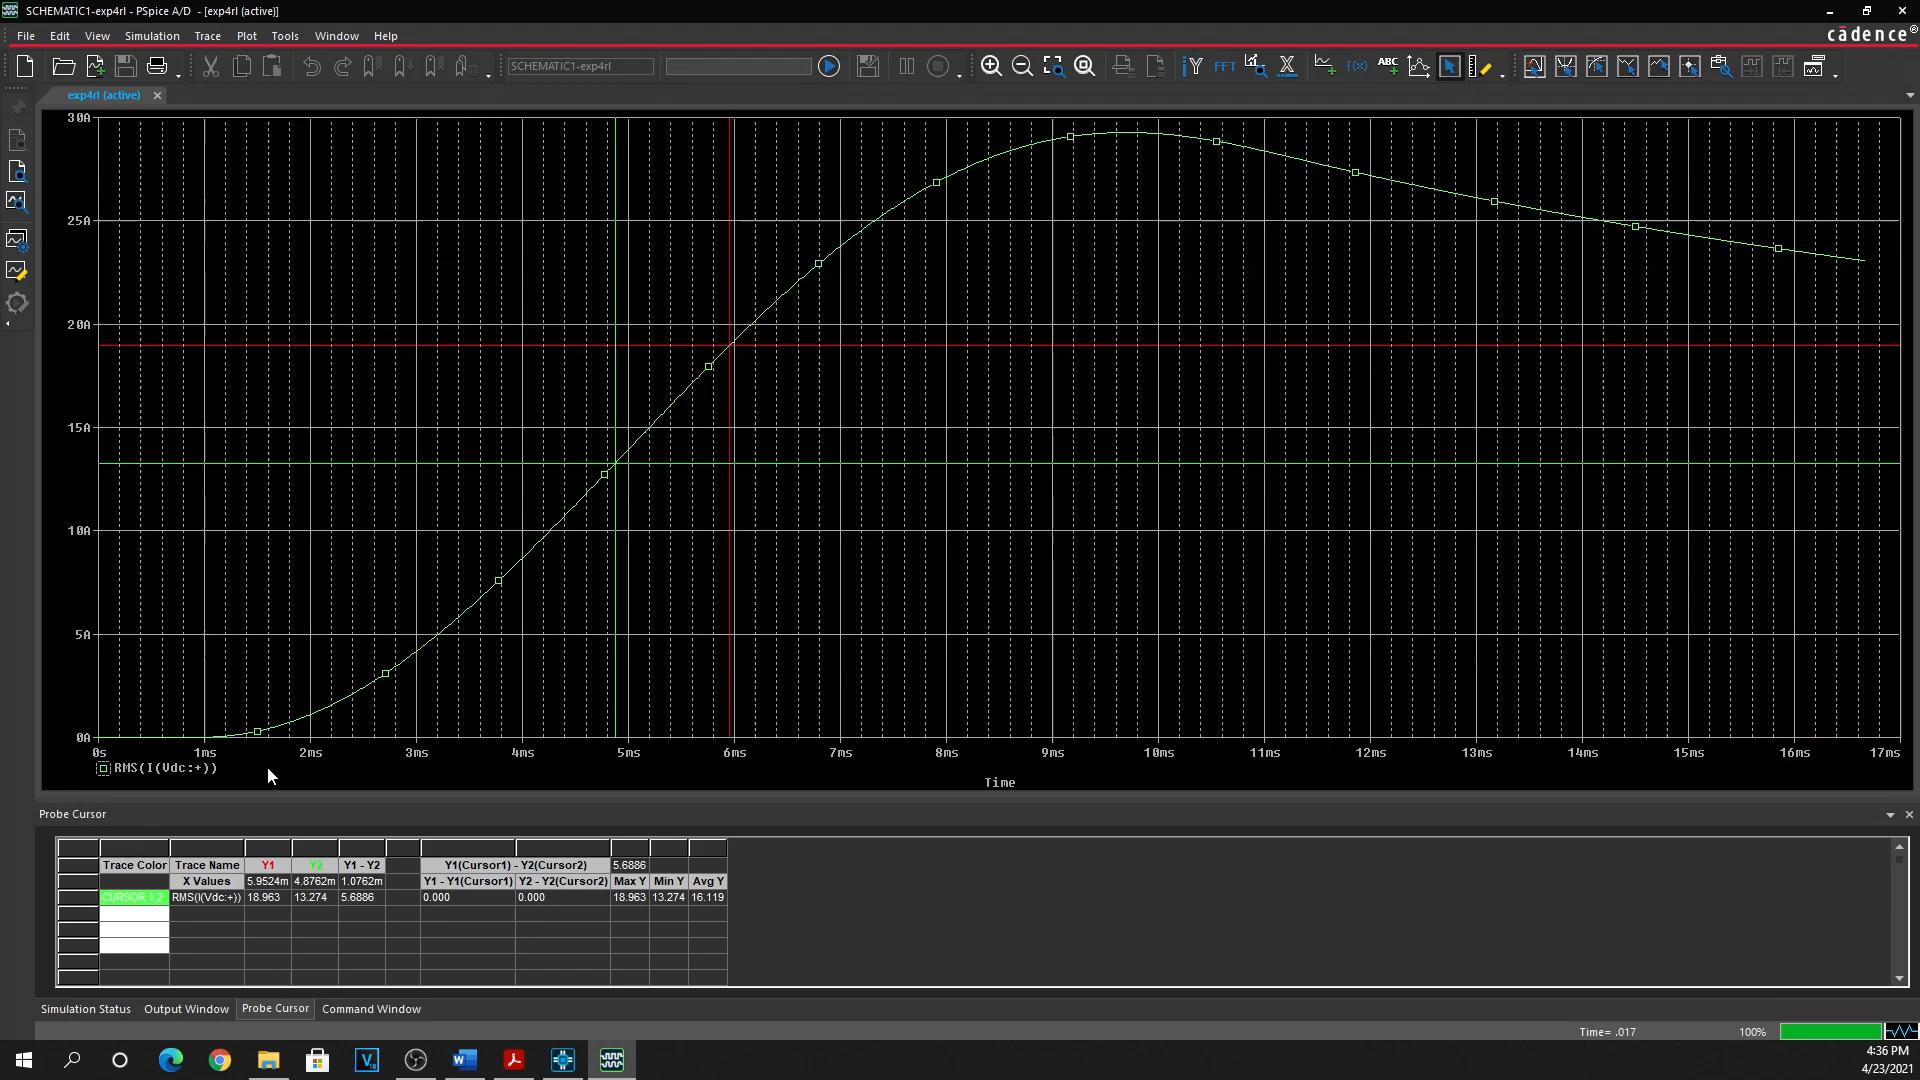 SCHEMATIC1-exp4rl - PSpice A/D - [exp4rl (active)]
File Edit View Simulation Trace Plot Tools Window Help
cādence®
SCHEMATIC1-exp4rl
FFT
ABC
exp4rl (active)
30A
25A
20A
15A
10A
5A
0A
0s 1ms 2ms 3ms 4ms 5ms 6ms 7ms 8ms 9ms 10ms 11ms 12ms 13ms 14ms 15ms 16ms 17ms
RMS(I(Vdc:+))
Time
Probe Cursor
Trace Color Trace Name Y1 Y2 Y1 - Y2 Y1(Cursor1) - Y2(Cursor2) 5.6886
X Values 5.9524m 4.8762m 1.0762m Y1 - Y1(Cursor1) Y2 - Y2(Cursor2) Max Y Min Y Avg Y
CURSOR 1,2 RMS(I(Vdc:+)) 18.963 13.274 5.6886 0.000 0.000 18.963 13.274 16.119
Simulation Status Output Window Probe Cursor Command Window
Time= .017 100%
4:36 PM
4/23/2021